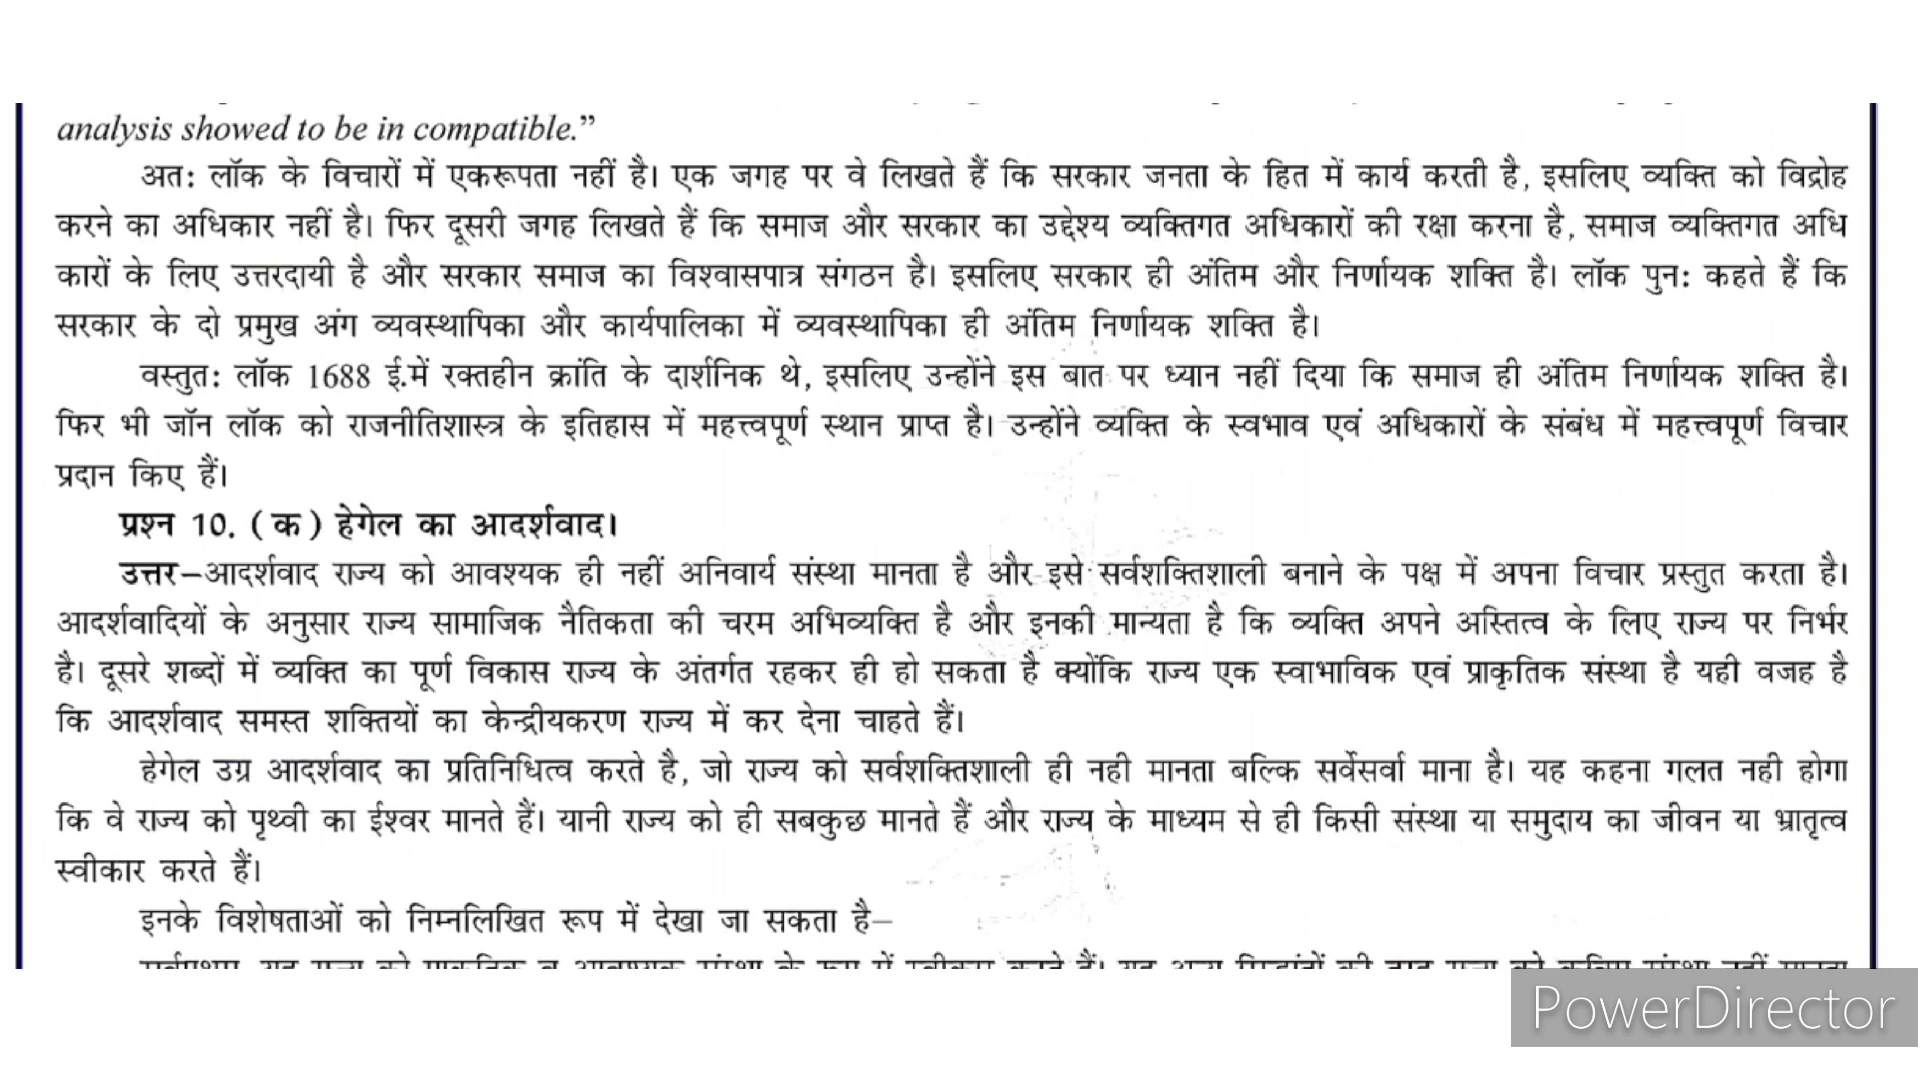 analysis showed to be in compatible.”
अतः लॉक के विचारों में एकरूपता नहीं है। एक जगह पर वे लिखते हैं कि सरकार जनता के हित में कार्य करती है, इसलिए व्यक्ति को विद्रोह
करने का अधिकार नहीं है। फिर दूसरी जगह लिखते हैं कि समाज और सरकार का उद्देश्य व्यक्तिगत अधिकारों की रक्षा करना है, समाज व्यक्तिगत अधि
कारों के लिए उत्तरदायी है और सरकार समाज का विश्वासपात्र संगठन है। इसलिए सरकार ही अंतिम और निर्णायक शक्ति है। लॉक पुनः कहते हैं कि
सरकार के दो प्रमुख अंग व्यवस्थापिका और कार्यपालिका में व्यवस्थापिका ही अंतिम निर्णायक शक्ति है।
वस्तुतः लॉक 1688 ई.में रक्तहीन क्रांति के दार्शनिक थे, इसलिए उन्होंने इस बात पर ध्यान नहीं दिया कि समाज ही अंतिम निर्णायक शक्ति है।
फिर भी जॉन लॉक को राजनीतिशास्त्र के इतिहास में महत्त्वपूर्ण स्थान प्राप्त है। उन्होंने व्यक्ति के स्वभाव एवं अधिकारों के संबंध में महत्त्वपूर्ण विचार
प्रदान किए हैं।
प्रश्न 10. (क) हेगेल का आदर्शवाद।
उत्तर–आदर्शवाद राज्य को आवश्यक ही नहीं अनिवार्य संस्था मानता है और इसे सर्वशक्तिशाली बनाने के पक्ष में अपना विचार प्रस्तुत करता है।
आदर्शवादियों के अनुसार राज्य सामाजिक नैतिकता की चरम अभिव्यक्ति है और इनकी मान्यता है कि व्यक्ति अपने अस्तित्व के लिए राज्य पर निर्भर
है। दूसरे शब्दों में व्यक्ति का पूर्ण विकास राज्य के अंतर्गत रहकर ही हो सकता है क्योंकि राज्य एक स्वाभाविक एवं प्राकृतिक संस्था है यही वजह है
कि आदर्शवाद समस्त शक्तियों का केन्द्रीयकरण राज्य में कर देना चाहते हैं।
हेगेल उग्र आदर्शवाद का प्रतिनिधित्व करते है, जो राज्य को सर्वशक्तिशाली ही नही मानता बल्कि सर्वेसर्वा माना है। यह कहना गलत नही होगा
कि वे राज्य को पृथ्वी का ईश्वर मानते हैं। यानी राज्य को ही सबकुछ मानते हैं और राज्य के माध्यम से ही किसी संस्था या समुदाय का जीवन या भ्रातृत्व
स्वीकार करते हैं।
इनके विशेषताओं को निम्नलिखित रूप में देखा जा सकता है–
PowerDirector